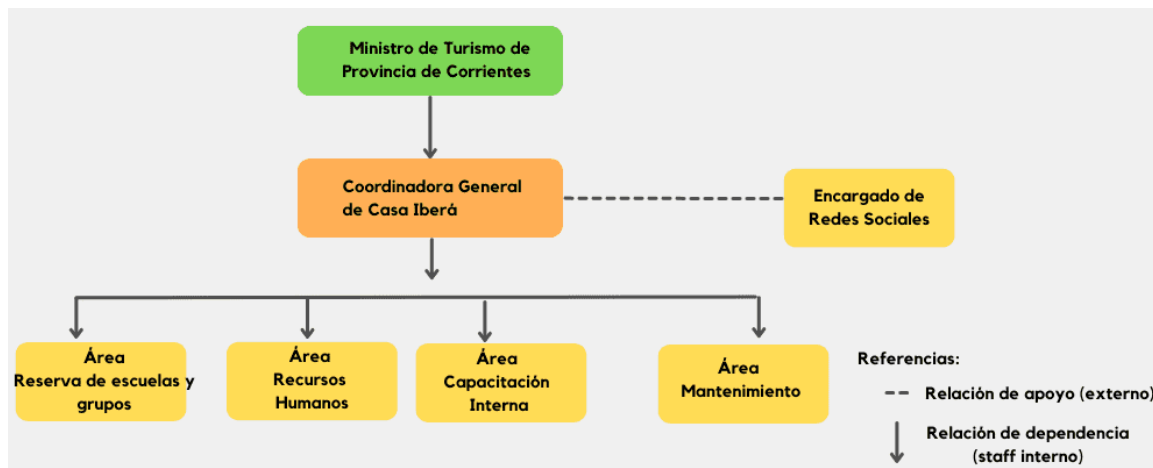 Ministro de Turismo de
Provincia de Corrientes
Coordinadora General
de Casa Iberá
Encargado de
Redes Sociales
Área
Reserva de escuelas y
grupos
Área
Recursos
Humanos
Área
Capacitación
Interna
Área
Mantenimiento
Referencias:
Relación de apoyo (externo)
Relación de dependencia
(staff interno)